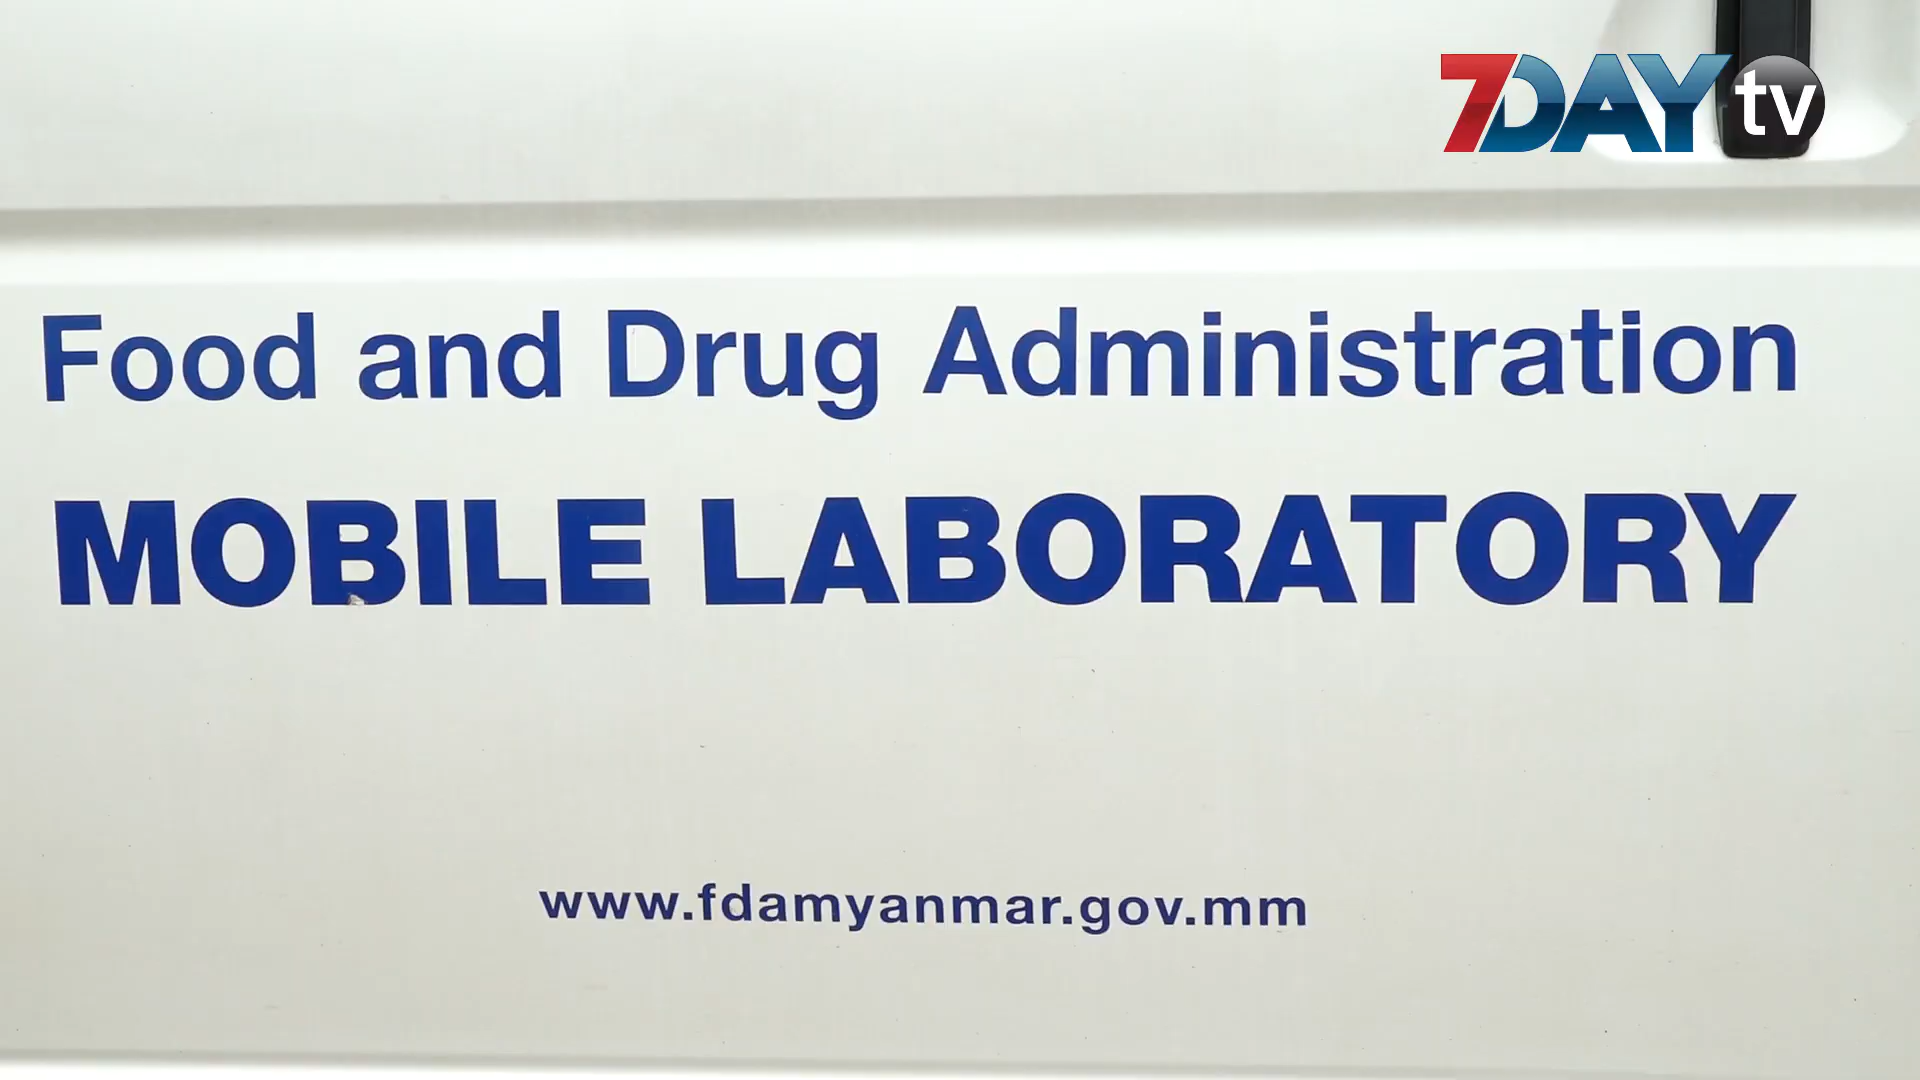 7DAY tv
Food and Drug Administration
MOBILE LABORATORY
www.fdamyanmar.gov.mm